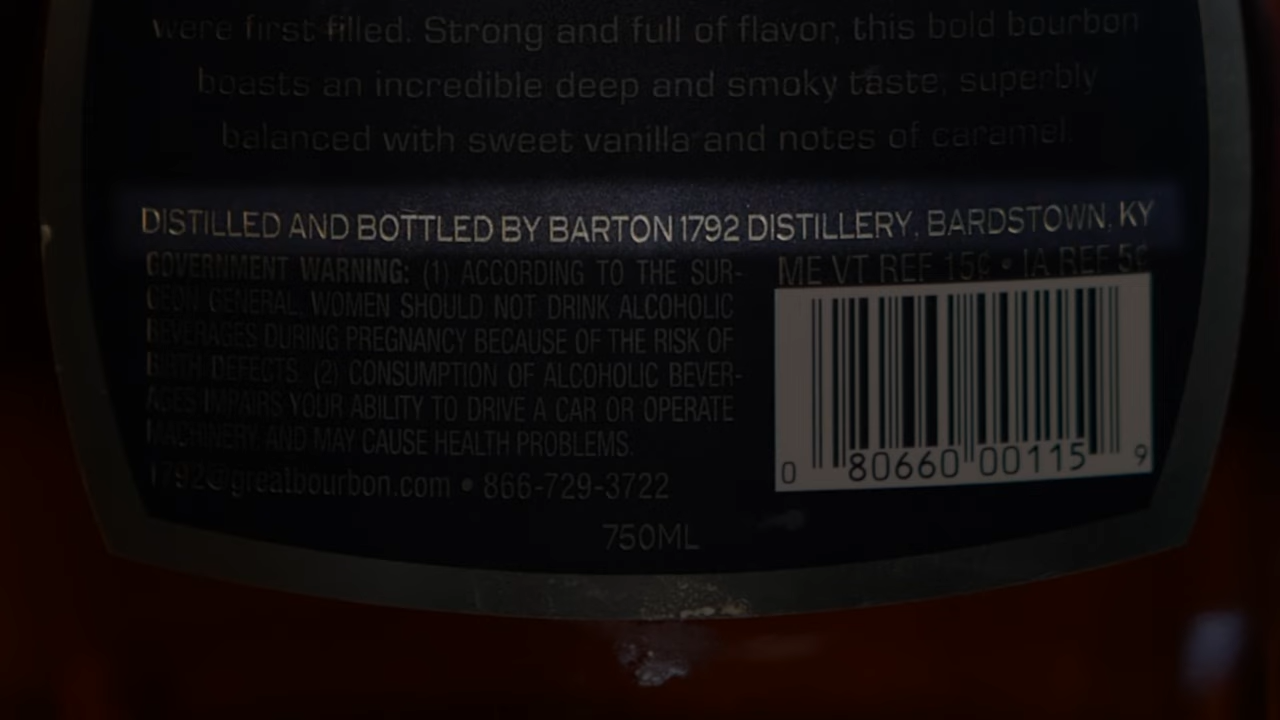 were first filled. Strong and full of flavor, this bold bourbon
boasts an incredible deep and smoky taste, superbly
balanced with sweet vanilla and notes of caramel.
DISTILLED AND BOTTLED BY BARTON 1792 DISTILLERY, BARDSTOWN, KY
GOVERNMENT WARNING: (1) ACCORDING TO THE SUR-
GEON GENERAL, WOMEN SHOULD NOT DRINK ALCOHOLIC
BEVERAGES DURING PREGNANCY BECAUSE OF THE RISK OF
BIRTH DEFECTS. (2) CONSUMPTION OF ALCOHOLIC BEVER-
AGES IMPAIRS YOUR ABILITY TO DRIVE A CAR OR OPERATE
MACHINERY AND MAY CAUSE HEALTH PROBLEMS.
1792@greatbourbon.com • 866-729-3722
ME VT REF 15¢ • IA REF 5¢
0 80660 00115 9
750ML